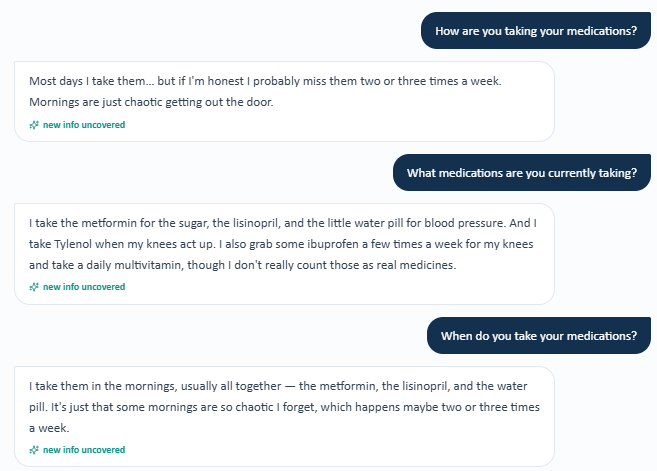 How are you taking your medications?
Most days I take them... but if I'm honest I probably miss them two or three times a week.
Mornings are just chaotic getting out the door.
new info uncovered
What medications are you currently taking?
I take the metformin for the sugar, the lisinopril, and the little water pill for blood pressure. And I
take Tylenol when my knees act up. I also grab some ibuprofen a few times a week for my knees
and take a daily multivitamin, though I don't really count those as real medicines.
new info uncovered
When do you take your medications?
I take them in the mornings, usually all together — the metformin, the lisinopril, and the water
pill. It's just that some mornings are so chaotic I forget, which happens maybe two or three times
a week.
new info uncovered